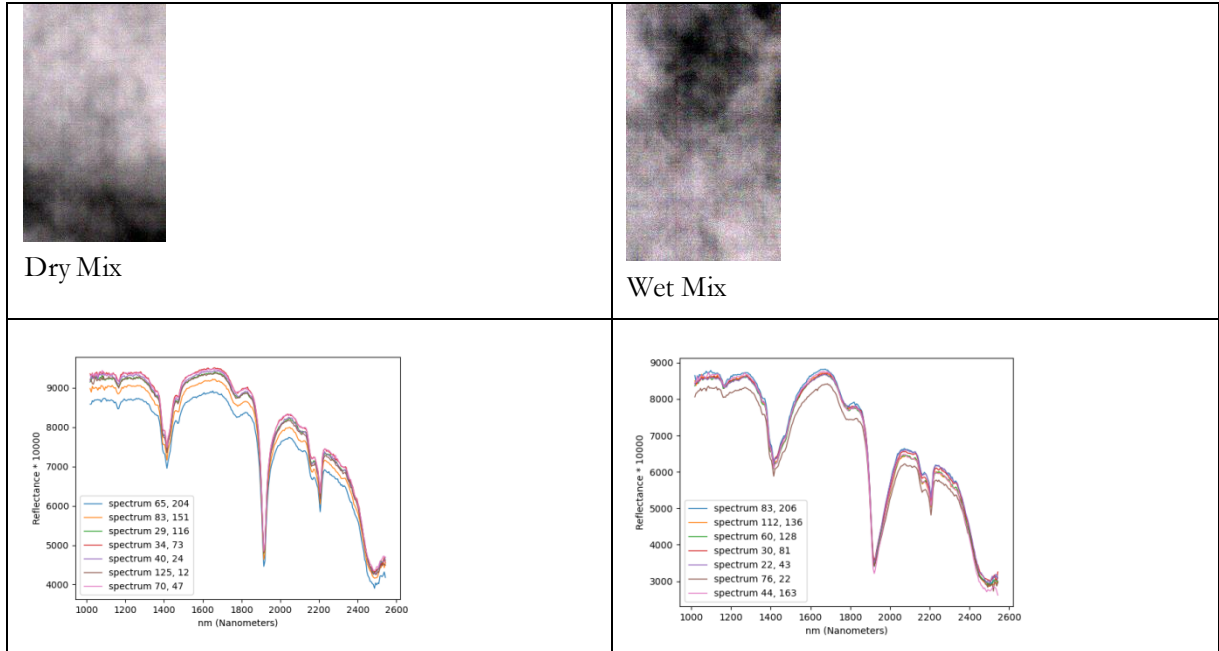 Dry Mix
Wet Mix
9000
8000
7000
6000
5000
4000
Reflectance * 10000
spectrum 65, 204
spectrum 83, 151
spectrum 29, 116
spectrum 34, 73
spectrum 40, 24
spectrum 125, 12
spectrum 70, 47
1000 1200 1400 1600 1800 2000 2200 2400 2600
nm (Nanometers)
9000
8000
7000
6000
5000
4000
3000
Reflectance * 10000
spectrum 83, 206
spectrum 112, 136
spectrum 60, 128
spectrum 30, 81
spectrum 22, 43
spectrum 76, 22
spectrum 44, 163
1000 1200 1400 1600 1800 2000 2200 2400 2600
nm (Nanometers)